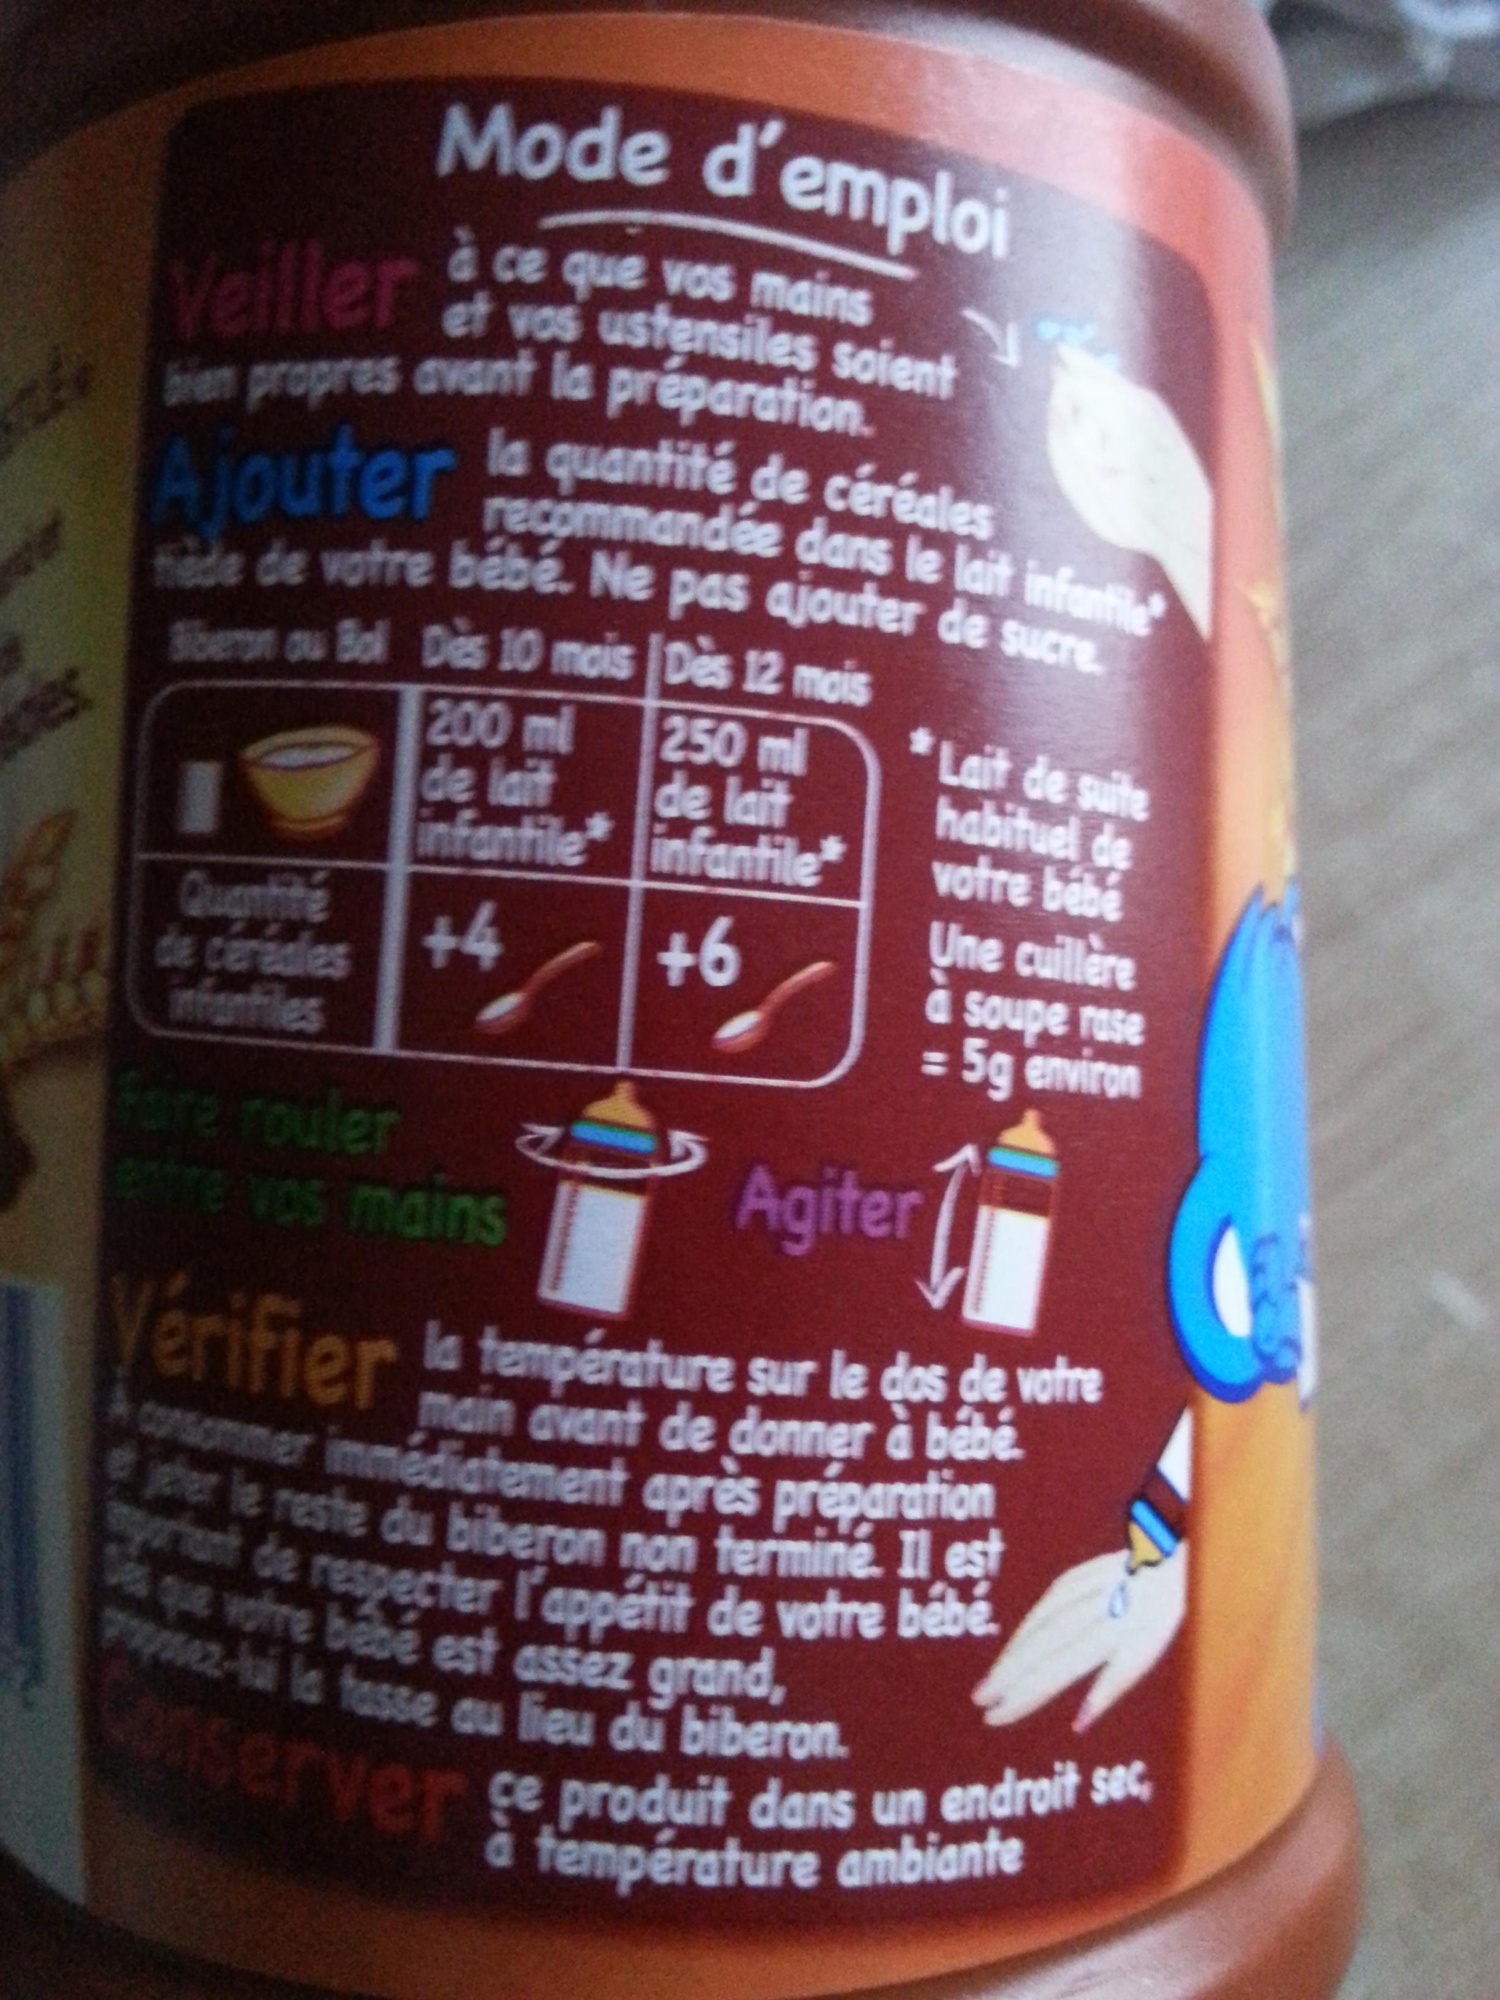 Mode d'emploi
Veiller à ce que vos mains
et vos ustensiles soient
bien propres avant la préparation.
Ajouter la quantité de céréales
recommandée dans le lait infantile*
tiède de votre bébé. Ne pas ajouter de sucre.
Biberon ou Bol Dès 10 mois Dès 12 mois
200 ml
de lait
infantile*
250 ml
de lait
infantile*
Quantité
de céréales
infantiles
+4
+6
* Lait de suite
habituel de
votre bébé
Une cuillère
à soupe rase
= 5g environ
Faire rouler
entre vos mains
Agiter
Vérifier la température sur le dos de votre
main avant de donner à bébé.
À consommer immédiatement après préparation
et jeter le reste du biberon non terminé. Il est
important de respecter l'appétit de votre bébé.
Dès que votre bébé est assez grand,
proposez-lui la tasse au lieu du biberon.
Conserver ce produit dans un endroit sec,
à température ambiante